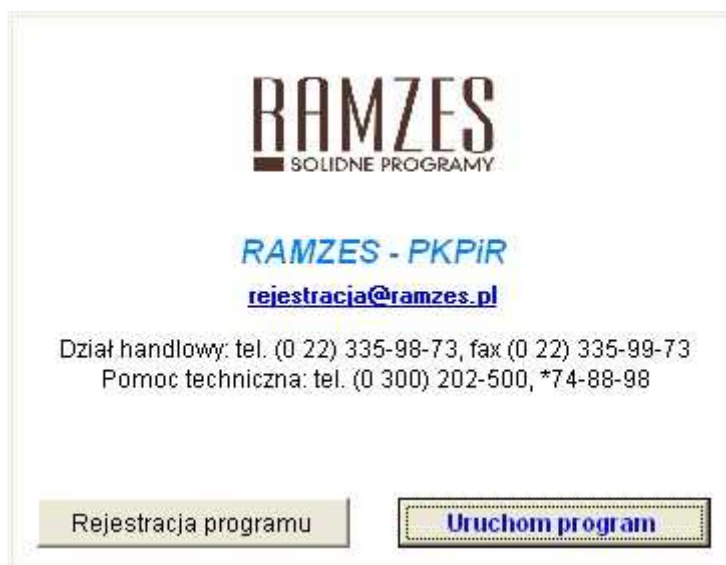 RAMZES
SOLIDNE PROGRAMY
RAMZES - PKPiR
rejestracja@ramzes.pl
Dział handlowy: tel. (0 22) 335-98-73, fax (0 22) 335-99-73
Pomoc techniczna: tel. (0 300) 202-500, *74-88-98
Rejestracja programu
Uruchom program